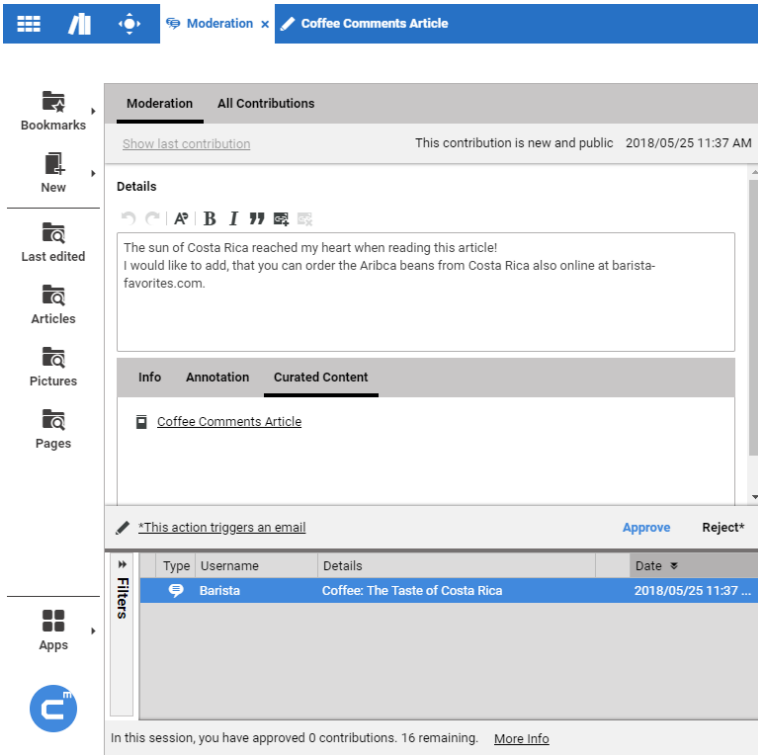 Moderation x Coffee Comments Article
Bookmarks
New
Last edited
Articles
Pictures
Pages
Apps
Moderation All Contributions
Show last contribution This contribution is new and public 2018/05/25 11:37 AM
Details
B I
The sun of Costa Rica reached my heart when reading this article!
I would like to add, that you can order the Aribca beans from Costa Rica also online at barista-
favorites.com.
Info Annotation Curated Content
Coffee Comments Article
*This action triggers an email Approve Reject*
Filters
Type Username Details Date
Barista Coffee: The Taste of Costa Rica 2018/05/25 11:37 ...
In this session, you have approved 0 contributions. 16 remaining. More Info